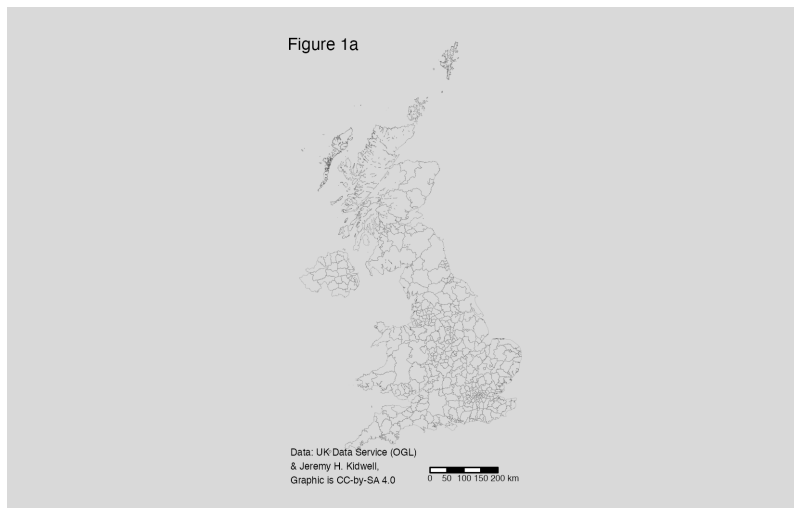 Figure 1a
Data: UK Data Service (OGL)
& Jeremy H. Kidwell,
Graphic is CC-by-SA 4.0
0 50 100 150 200 km